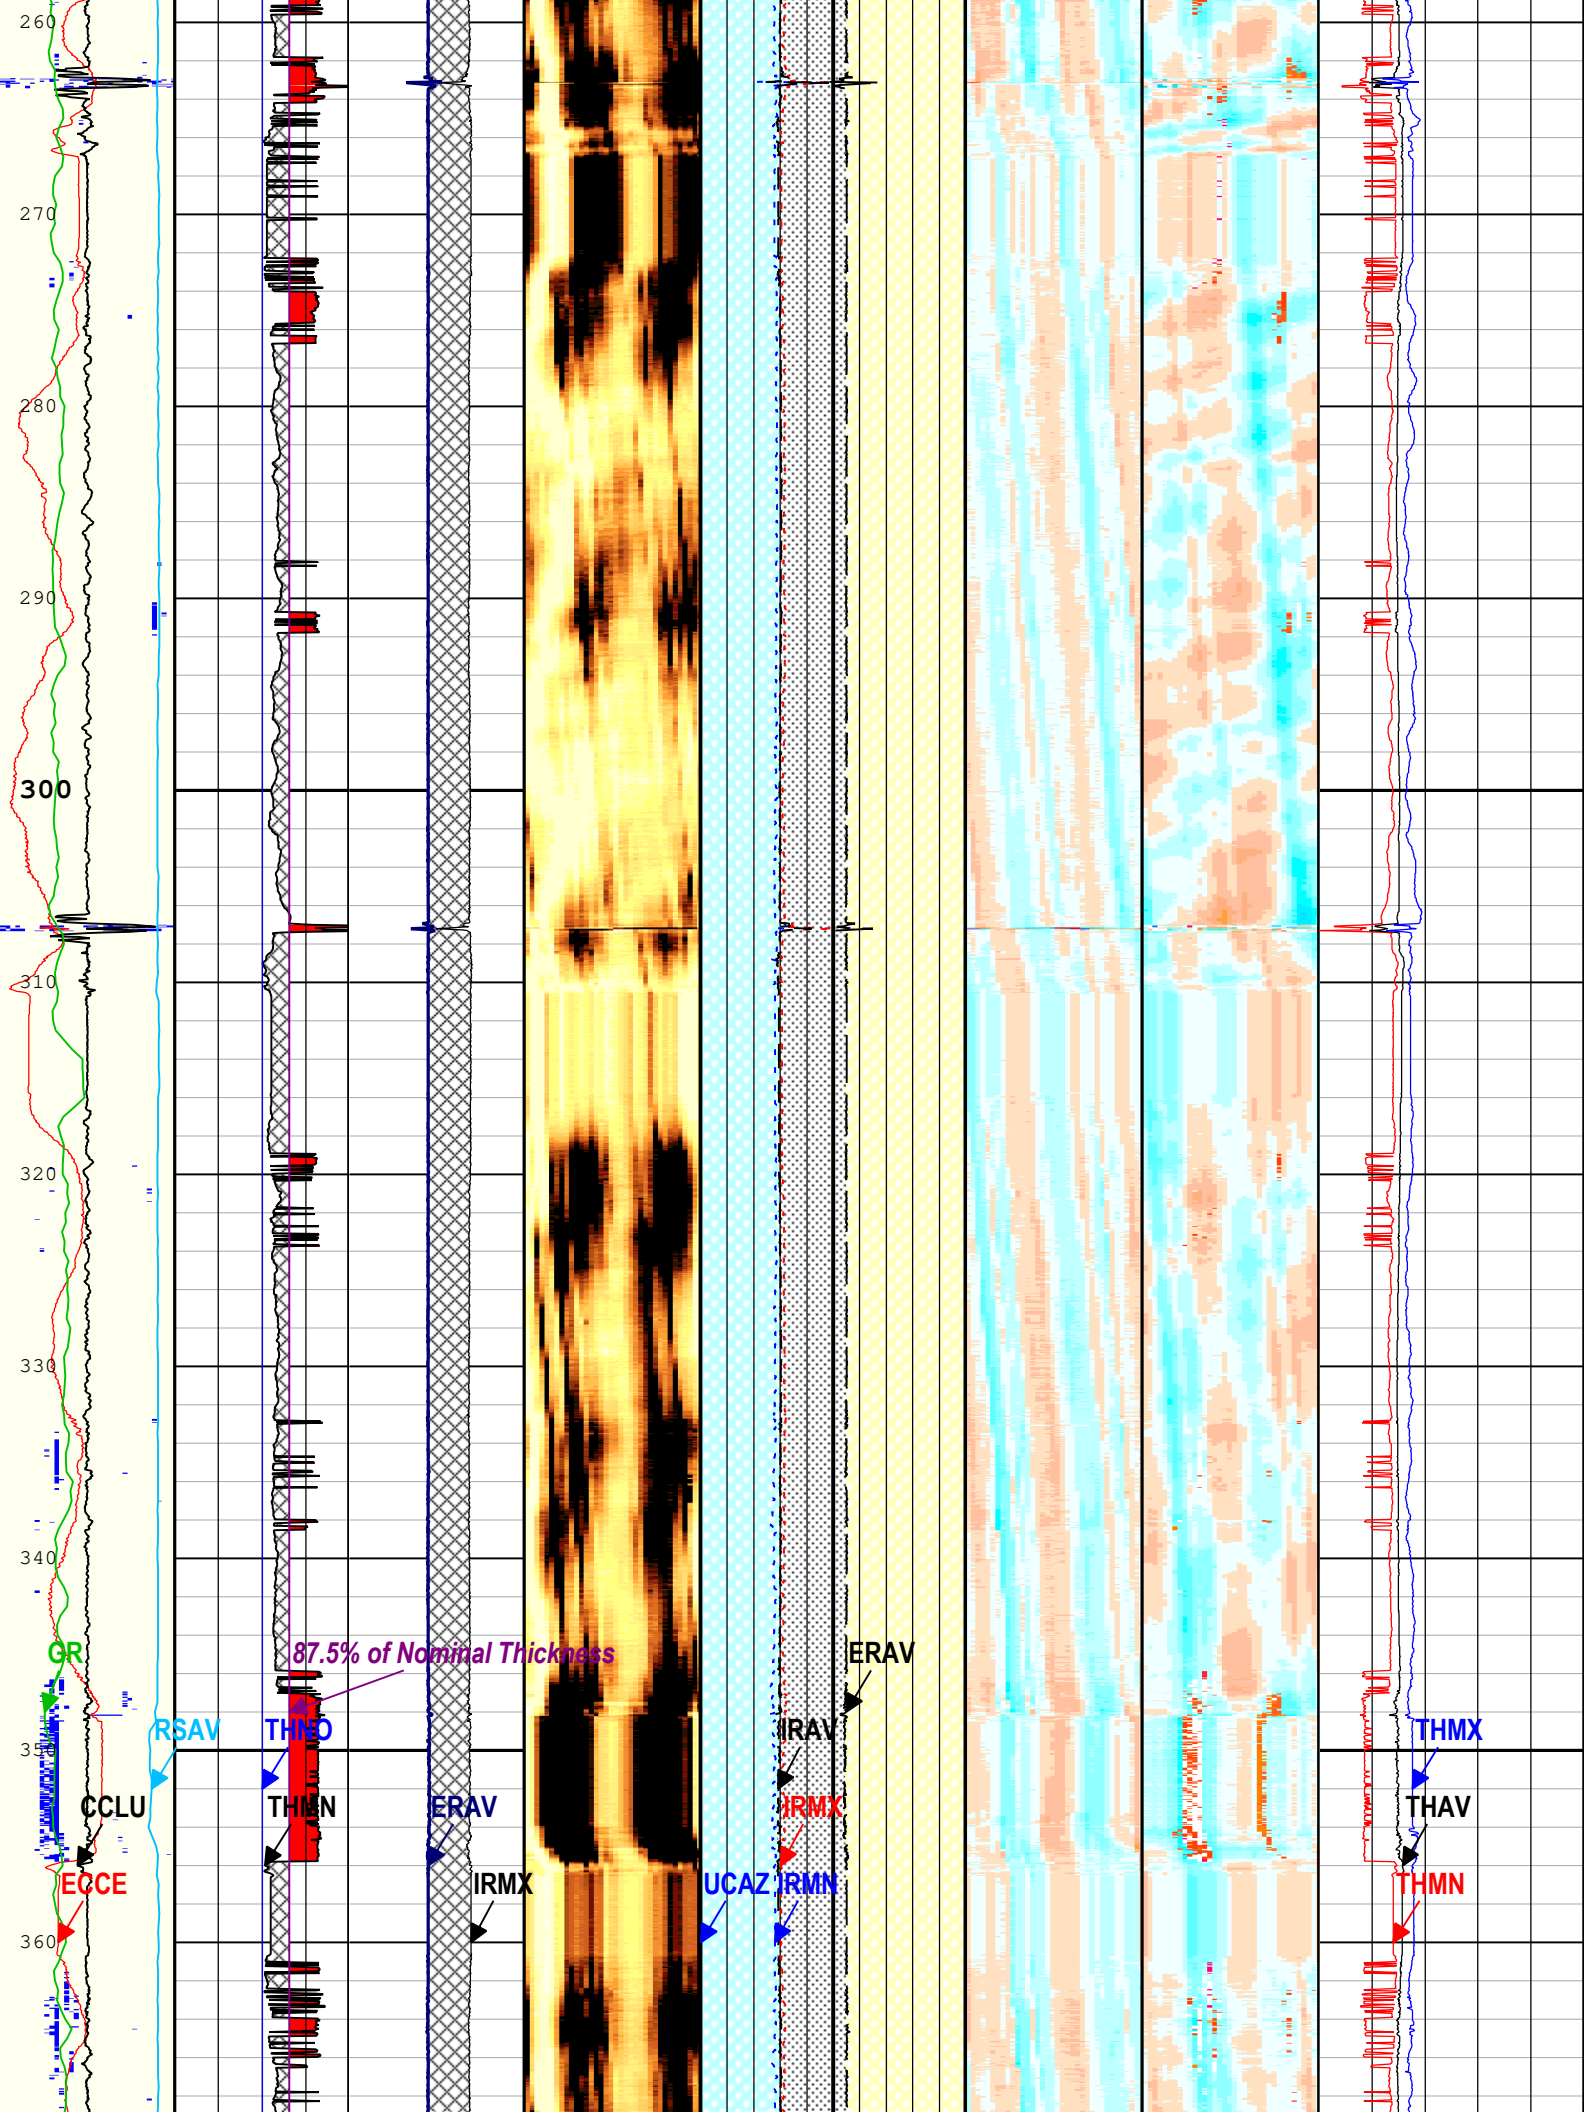 260
270
280
290
300
310
320
330
340
GR
87.5% of Nominal Thickness
ERAV
RSAV
THNO
IRAV
THMX
350
CCLU
THMN
ERAV
IRMX
THAV
ECCE
IRMX
UCAZ
IRMN
THMN
360